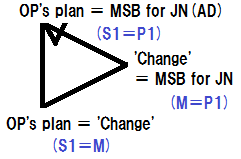 OP's plan = MSB for JN (AD)
(S1=P1)
'Change'
= MSB for JN
(M=P1)
OP's plan = 'Change'
(S1=M)